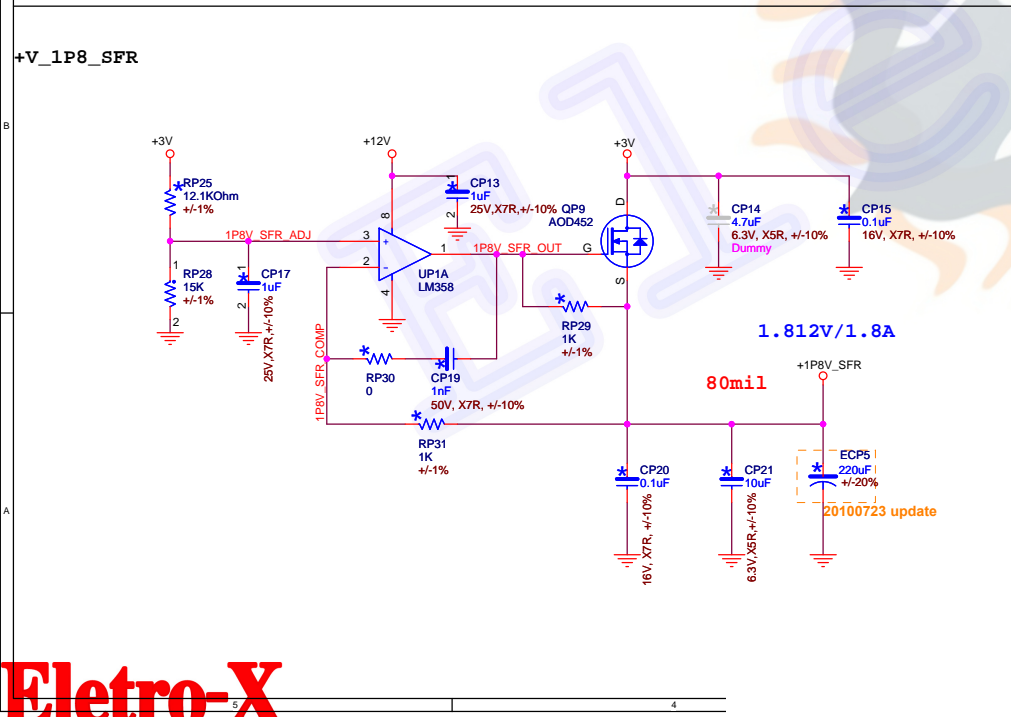 +V_1P8_SFR
B
+3V
+12V
+3V
RP25
12.1KOhm
+/-1%
1
CP13
1uF
25V,X7R,+/-10%
2
QP9
AOD452
D
G
S
CP14
4.7uF
6.3V, X5R, +/-10%
Dummy
CP15
0.1uF
16V, X7R, +/-10%
1P8V_SFR_ADJ
3
+
8
1
1P8V_SFR_OUT
2
-
4
UP1A
LM358
1
RP28
15K
+/-1%
2
1
CP17
1uF
2
25V,X7R,+/-10%
RP29
1K
+/-1%
1.812V/1.8A
1P8V_SFR_COMP
RP30
0
CP19
1nF
50V, X7R, +/-10%
80mil
+1P8V_SFR
RP31
1K
+/-1%
CP20
0.1uF
16V, X7R, +/-10%
CP21
10uF
6.3V,X5R,+/-10%
ECP5
220uF
+/-20%
20100723 update
A
Eletro-X
5
4